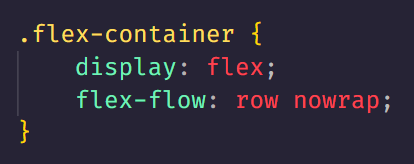 .flex-container {
    display: flex;
    flex-flow: row nowrap;
}